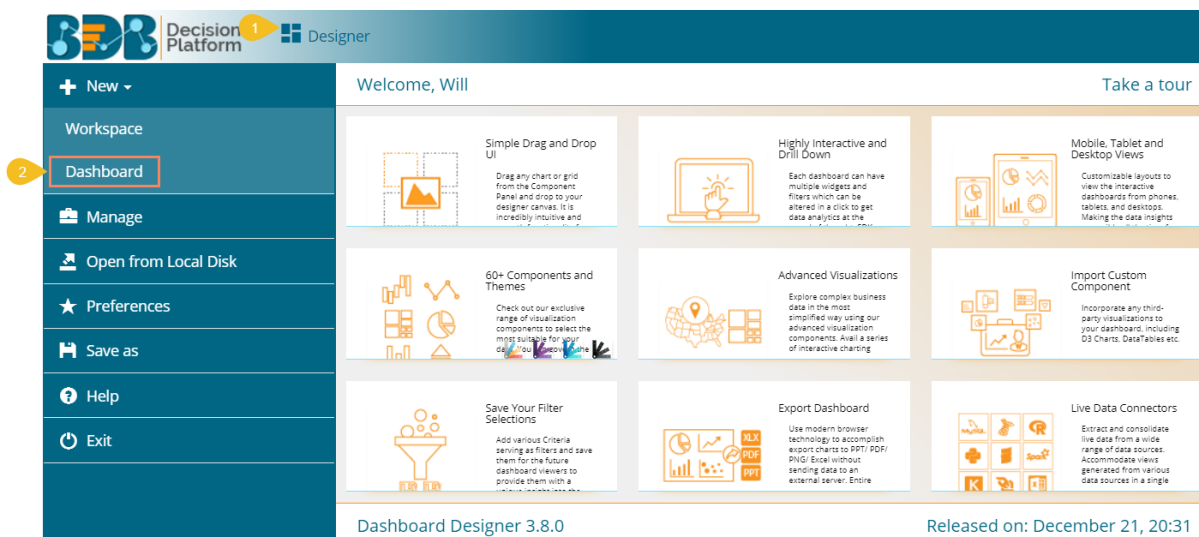 BDB Decision Platform
1
Designer
New
Welcome, Will
Take a tour
Workspace
2
Dashboard
Manage
Open from Local Disk
Preferences
Save as
Help
Exit
Simple Drag and Drop
UI
Drag any chart or grid
from the Component
Panel and drop to your
designer canvas. It is
incredibly intuitive and
Highly Interactive and
Drill Down
Each dashboard can have
multiple widgets and
filters which can be
altered in a click to get
data analytics at the
Mobile, Tablet and
Desktop Views
Customizable layouts to
view the interactive
dashboards from phones,
tablets, and desktops.
Making the data insights
60+ Components and
Themes
Check out our exclusive
range of visualization
components to select the
most suitable for your
Advanced Visualizations
Explore complex business
data in the most
simplified way using our
advanced visualization
components. Avail a series
of interactive charting
Import Custom
Component
Incorporate any third-
party visualizations to
your dashboard, including
D3 Charts, DataTables etc.
Save Your Filter
Selections
Add various Criteria
serving as filters and save
them for the future
dashboard viewers to
provide them with a
XLX
PDF
PPT
Export Dashboard
Use modern browser
technology to accomplish
export charts to PPT/ PDF/
PNG/ Excel without
sending data to an
external server. Entire
MySQL
R
Spark
K
Live Data Connectors
Extract and consolidate
live data from a wide
range of data sources.
Accommodate views
generated from various
data sources in a single
Dashboard Designer 3.8.0
Released on: December 21, 20:31